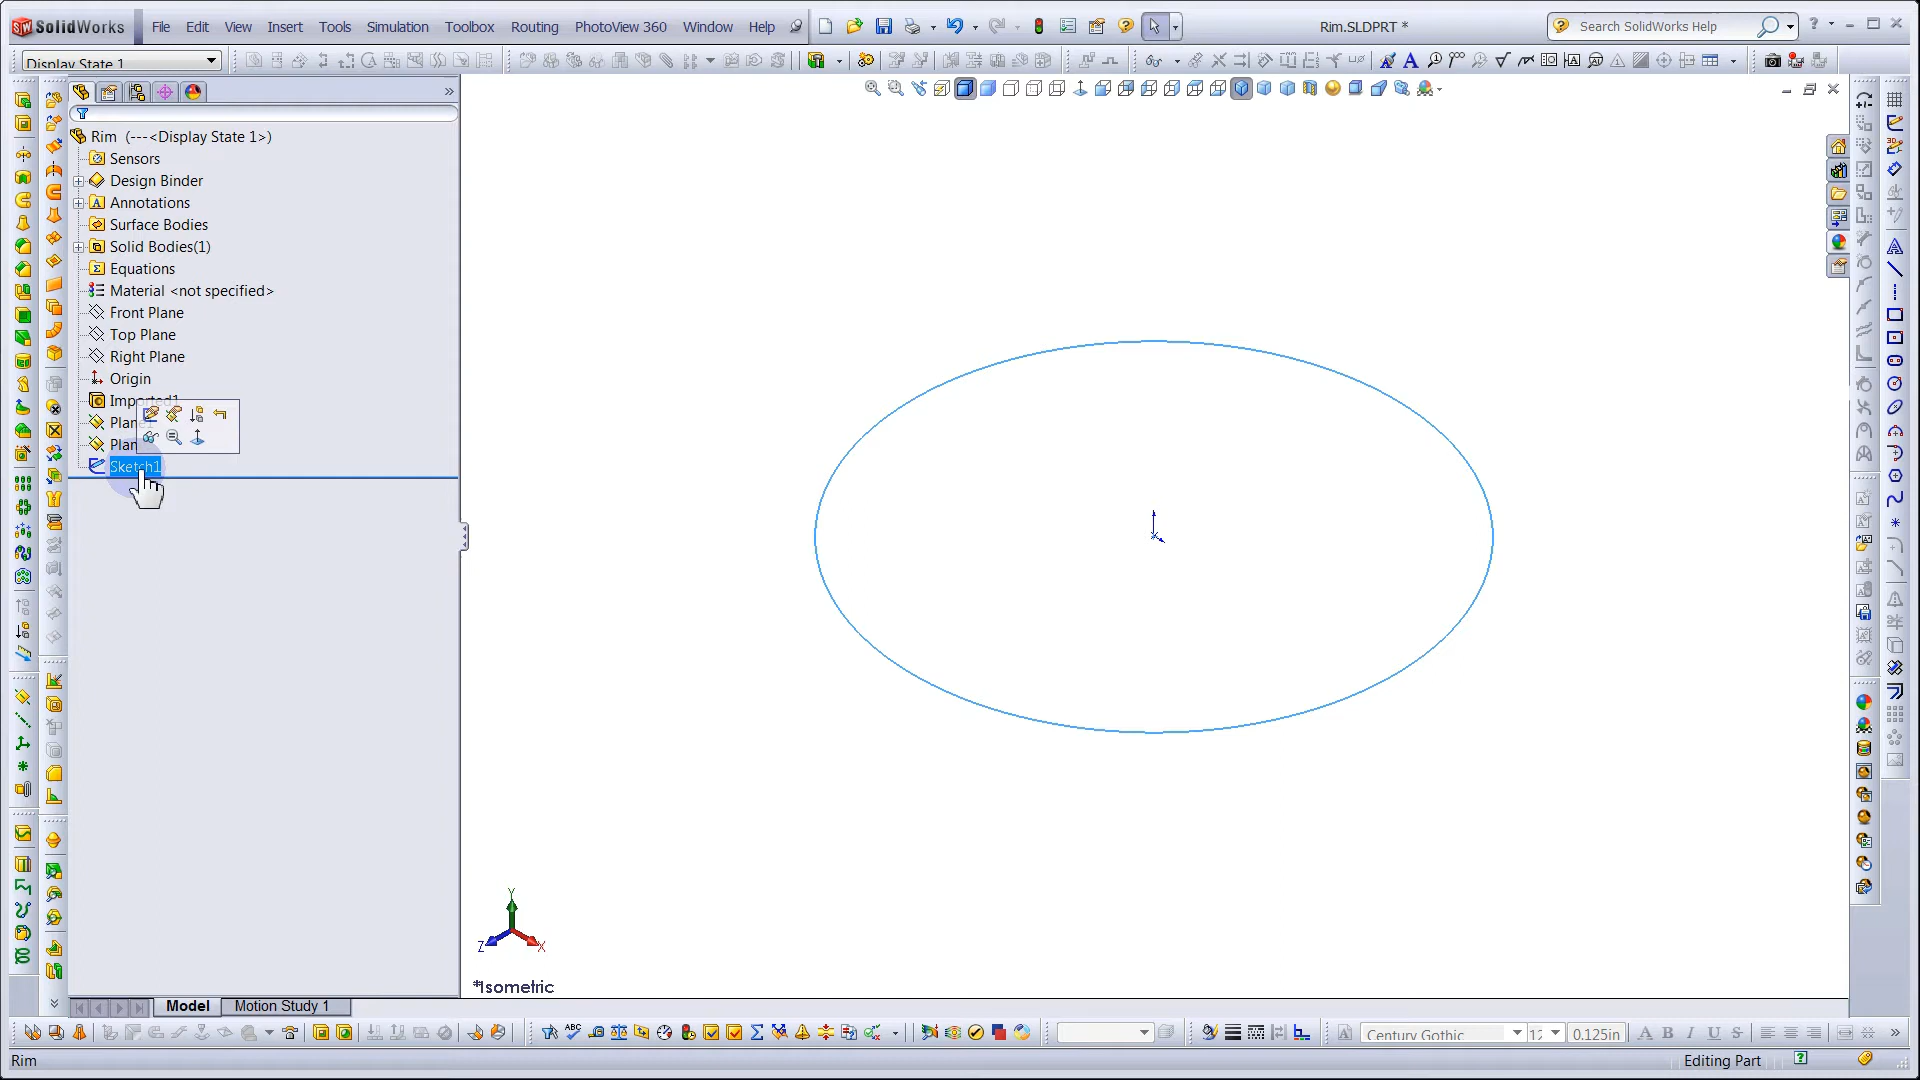 SolidWorks File Edit View Insert Tools Simulation Toolbox Routing PhotoView 360 Window Help Rim.SLDPRT * Search SolidWorks Help
Display State 1
Rim (---<Display State 1>)
Sensors
Design Binder
Annotations
Surface Bodies
Solid Bodies(1)
Equations
Material <not specified>
Front Plane
Top Plane
Right Plane
Origin
Imported1
Plane1
Plan
Sketch1
Y
Z X
*Isometric
Model Motion Study 1
Century Gothic 12 0.125in A B I U S
Rim Editing Part